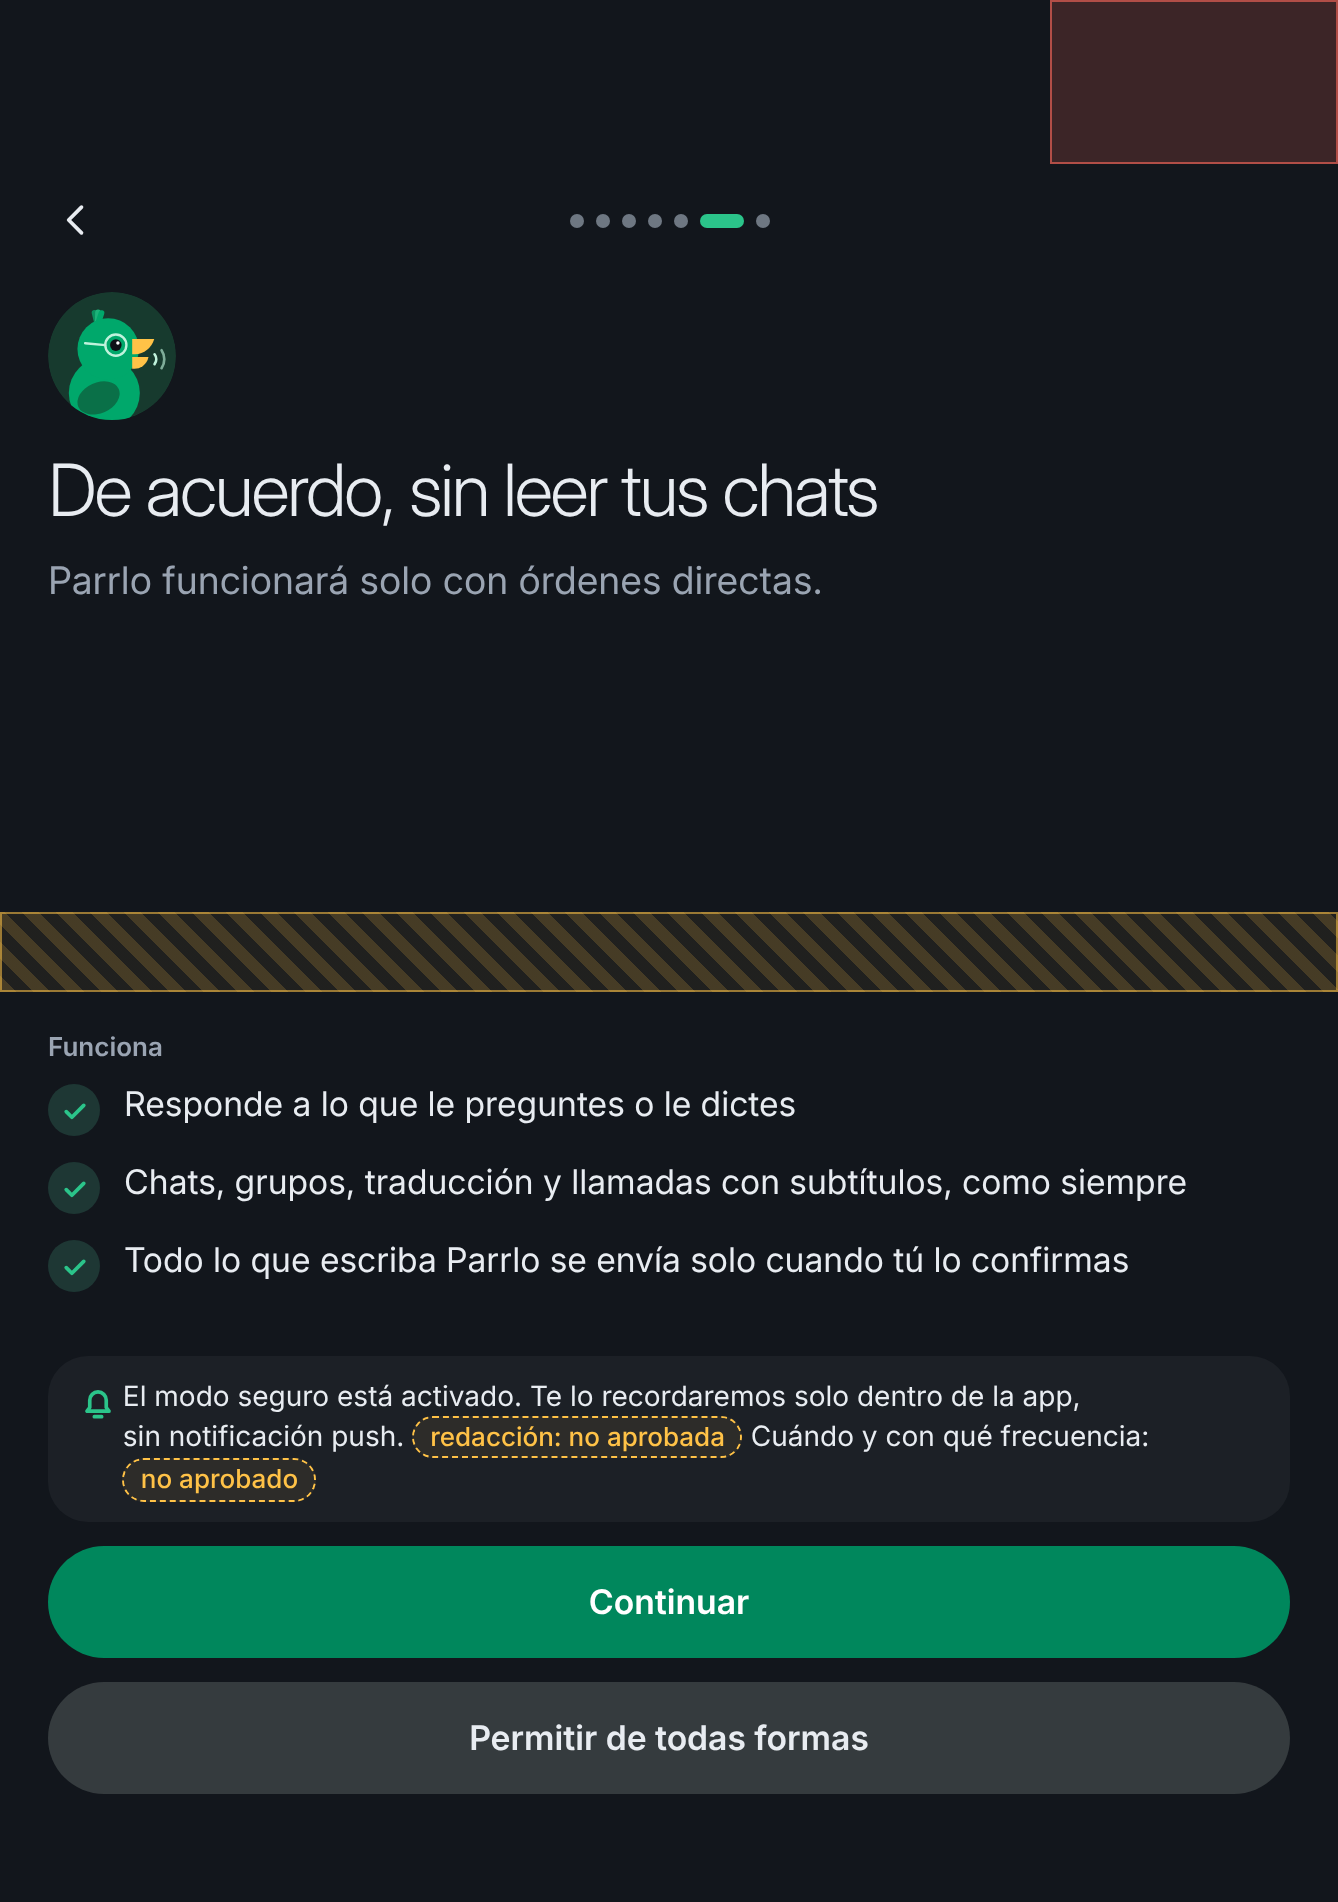 De acuerdo, sin leer tus chats
Parrlo funcionará solo con órdenes directas.
Funciona
Responde a lo que le preguntes o le dictes
Chats, grupos, traducción y llamadas con subtítulos, como siempre
Todo lo que escriba Parrlo se envía solo cuando tú lo confirmas
El modo seguro está activado. Te lo recordaremos solo dentro de la app,
sin notificación push. redacción: no aprobada Cuándo y con qué frecuencia:
no aprobado
Continuar
Permitir de todas formas